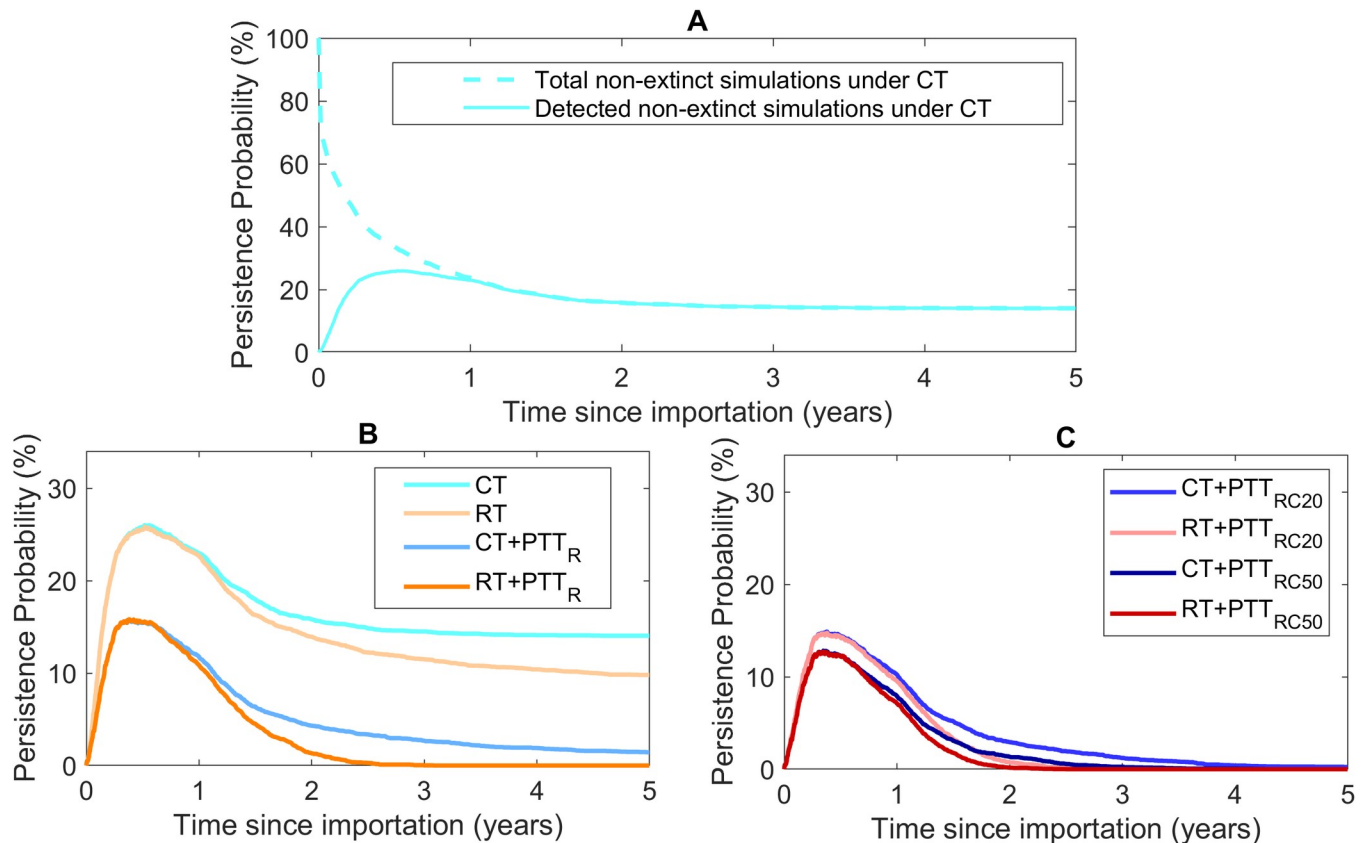 A
Persistence Probability (%)
100
80
60
40
20
0
Total non-extinct simulations under CT
Detected non-extinct simulations under CT
0 1 2 3 4 5
Time since importation (years)
B
Persistence Probability (%)
30
20
10
0
CT
RT
CT+PTT_R
RT+PTT_R
0 1 2 3 4 5
Time since importation (years)
C
Persistence Probability (%)
30
20
10
0
CT+PTT_RC20
RT+PTT_RC20
CT+PTT_RC50
RT+PTT_RC50
0 1 2 3 4 5
Time since importation (years)